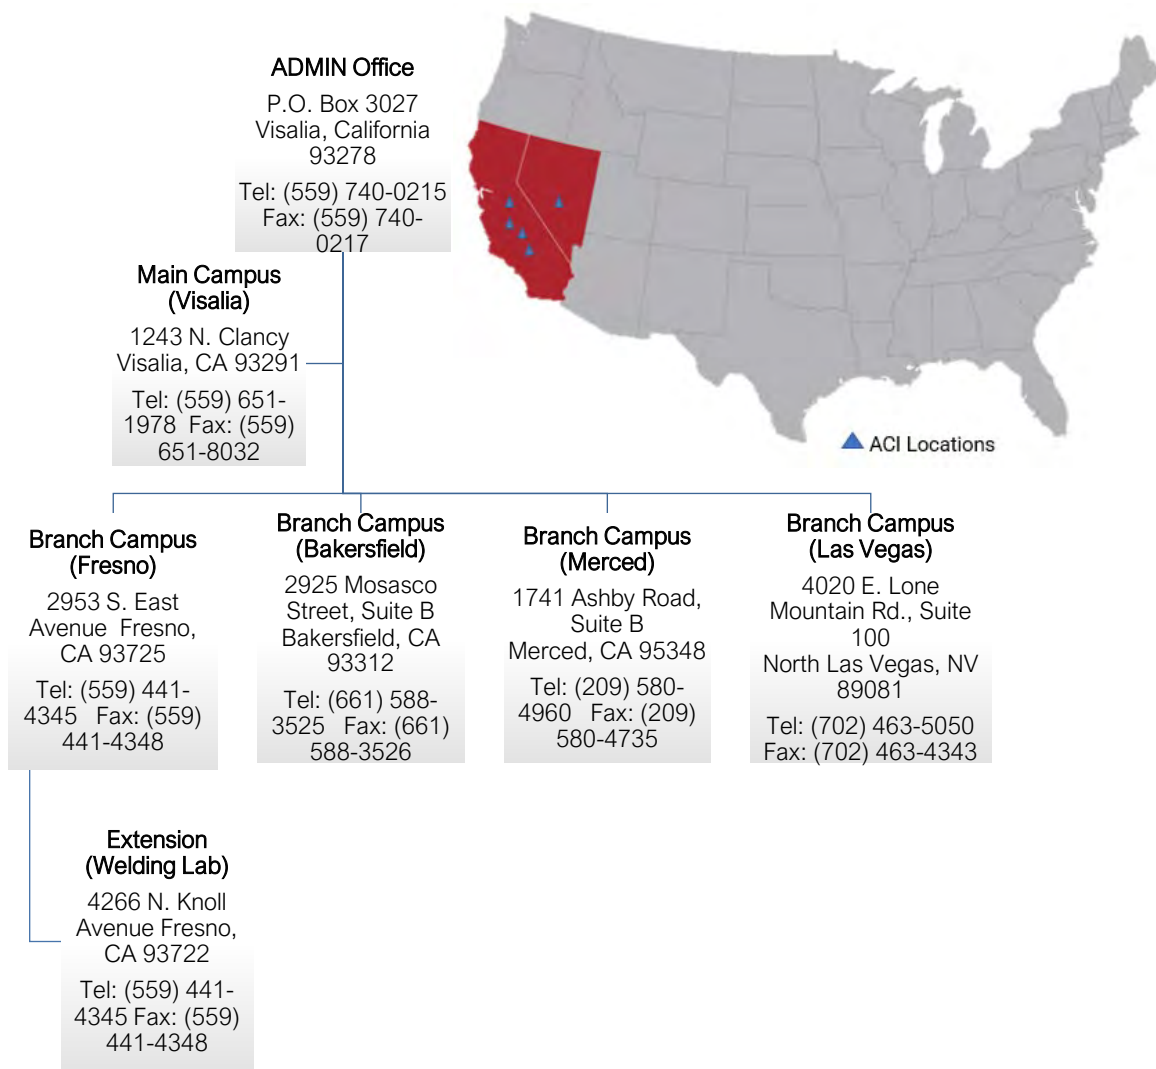 ADMIN Office
P.O. Box 3027
Visalia, California
93278
Tel: (559) 740-0215
Fax: (559) 740-
0217
Main Campus
(Visalia)
1243 N. Clancy
Visalia, CA 93291
Tel: (559) 651-
1978 Fax: (559)
651-8032
ACI Locations
Branch Campus
(Fresno)
2953 S. East
Avenue Fresno,
CA 93725
Tel: (559) 441-
4345 Fax: (559)
441-4348
Branch Campus
(Bakersfield)
2925 Mosasco
Street, Suite B
Bakersfield, CA
93312
Tel: (661) 588-
3525 Fax: (661)
588-3526
Branch Campus
(Merced)
1741 Ashby Road,
Suite B
Merced, CA 95348
Tel: (209) 580-
4960 Fax: (209)
580-4735
Branch Campus
(Las Vegas)
4020 E. Lone
Mountain Rd., Suite
100
North Las Vegas, NV
89081
Tel: (702) 463-5050
Fax: (702) 463-4343
Extension
(Welding Lab)
4266 N. Knoll
Avenue Fresno,
CA 93722
Tel: (559) 441-
4345 Fax: (559)
441-4348